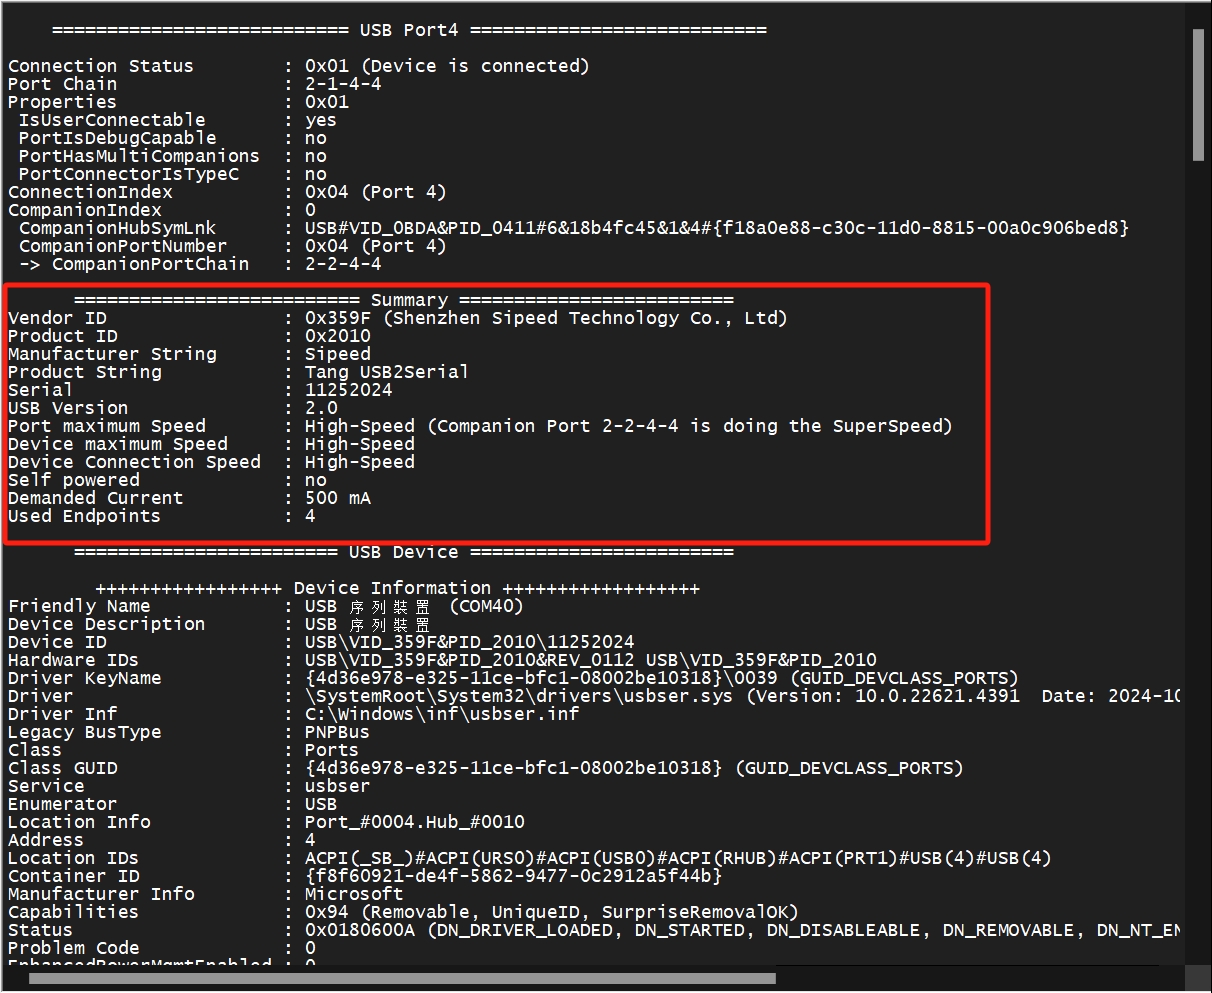 =========================== USB Port4 ===========================
Connection Status : 0x01 (Device is connected)
Port Chain : 2-1-4-4
Properties : 0x01
IsUserConnectable : yes
PortIsDebugCapable : no
PortHasMultiCompanions : no
PortConnectorIsTypeC : no
ConnectionIndex : 0x04 (Port 4)
CompanionIndex : 0
CompanionHubSymLnk : USB#VID_0BDA&PID_0411#6&18b4fc45&1&4#{f18a0e88-c30c-11d0-8815-00a0c906bed8}
CompanionPortNumber : 0x04 (Port 4)
-> CompanionPortChain : 2-2-4-4
========================== Summary =========================
Vendor ID : 0x359F (Shenzhen Sipeed Technology Co., Ltd)
Product ID : 0x2010
Manufacturer String : Sipeed
Product String : Tang USB2Serial
Serial : 11252024
USB Version : 2.0
Port maximum Speed : High-Speed (Companion Port 2-2-4-4 is doing the SuperSpeed)
Device maximum Speed : High-Speed
Device Connection Speed : High-Speed
Self powered : no
Demanded Current : 500 mA
Used Endpoints : 4
======================== USB Device ========================
+++++++++++++++++ Device Information ++++++++++++++++++
Friendly Name : USB 序列裝置 (COM40)
Device Description : USB 序列裝置
Device ID : USB\VID_359F&PID_2010\11252024
Hardware IDs : USB\VID_359F&PID_2010&REV_0112 USB\VID_359F&PID_2010
Driver KeyName : {4d36e978-e325-11ce-bfc1-08002be10318}\0039 (GUID_DEVCLASS_PORTS)
Driver : \SystemRoot\System32\drivers\usbser.sys (Version: 10.0.22621.4391 Date: 2024-10
Driver Inf : C:\Windows\inf\usbser.inf
Legacy BusType : PNPBus
Class : Ports
Class GUID : {4d36e978-e325-11ce-bfc1-08002be10318} (GUID_DEVCLASS_PORTS)
Service : usbser
Enumerator : USB
Location Info : Port_#0004.Hub_#0010
Address : 4
Location IDs : ACPI(_SB_)#ACPI(URS0)#ACPI(USB0)#ACPI(RHUB)#ACPI(PRT1)#USB(4)#USB(4)
Container ID : {f8f60921-de4f-5862-9477-0c2912a5f44b}
Manufacturer Info : Microsoft
Capabilities : 0x94 (Removable, UniqueID, SurpriseRemovalOK)
Status : 0x0180600A (DN_DRIVER_LOADED, DN_STARTED, DN_DISABLEABLE, DN_REMOVABLE, DN_NT_EN
Problem Code : 0
EnhancedPowerMgmtEnabled : 0